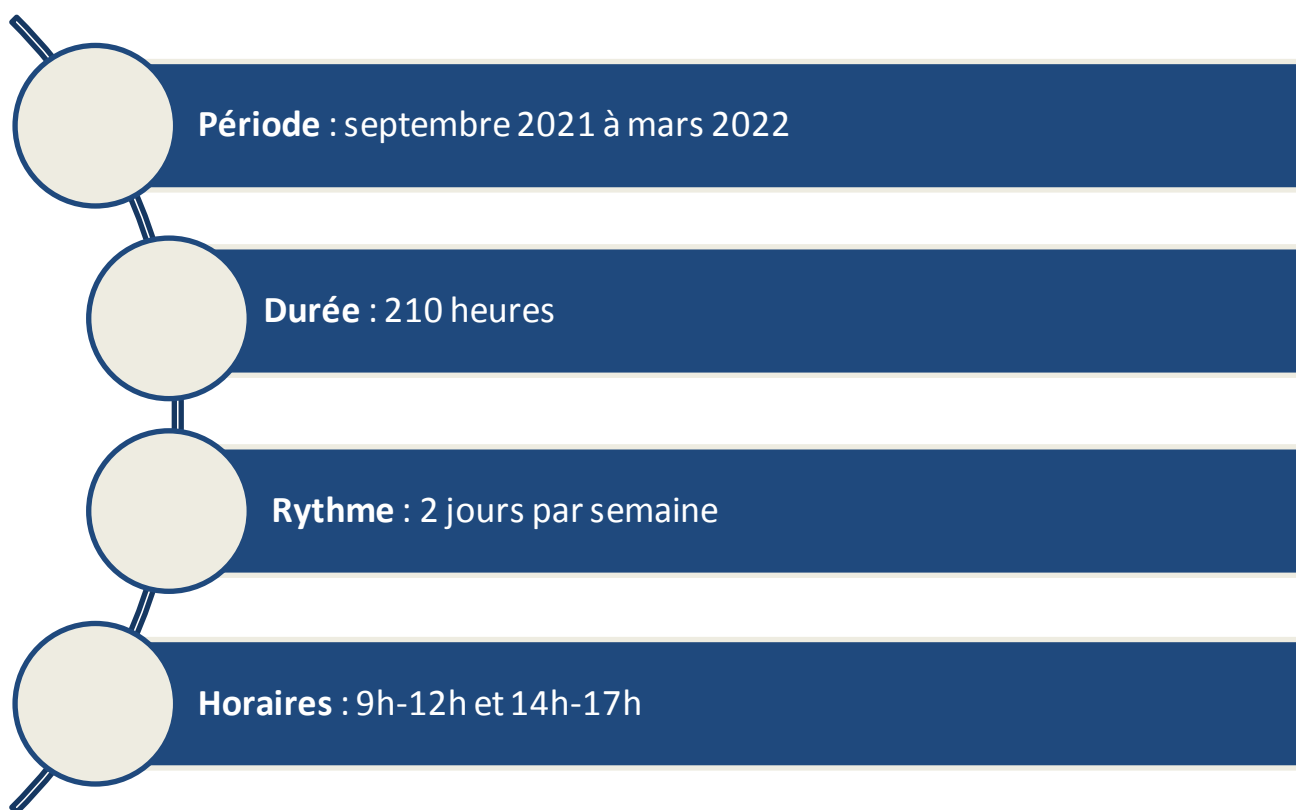 Période : septembre 2021 à mars 2022
Durée : 210 heures
Rythme : 2 jours par semaine
Horaires : 9h-12h et 14h-17h